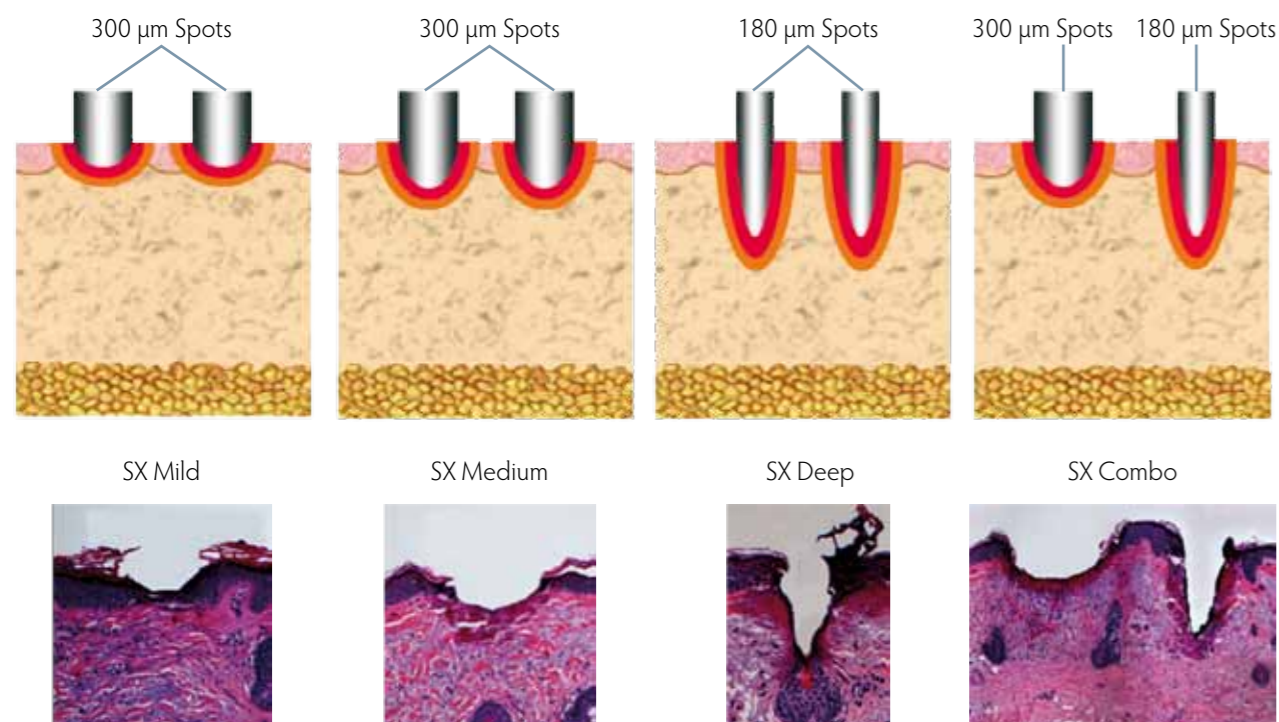 300 µm Spots
300 µm Spots
180 µm Spots
300 µm Spots
180 µm Spots
SX Mild
SX Medium
SX Deep
SX Combo